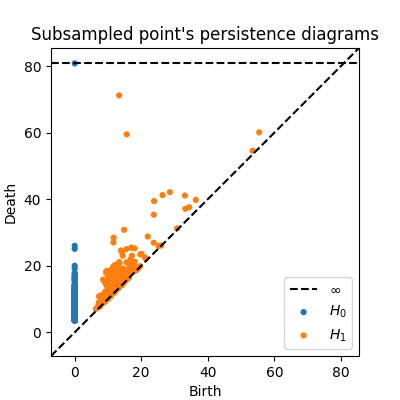 Subsampled point's persistence diagrams
80
60
40
20
0
Death
∞
H₀
H₁
0 20 40 60 80
Birth